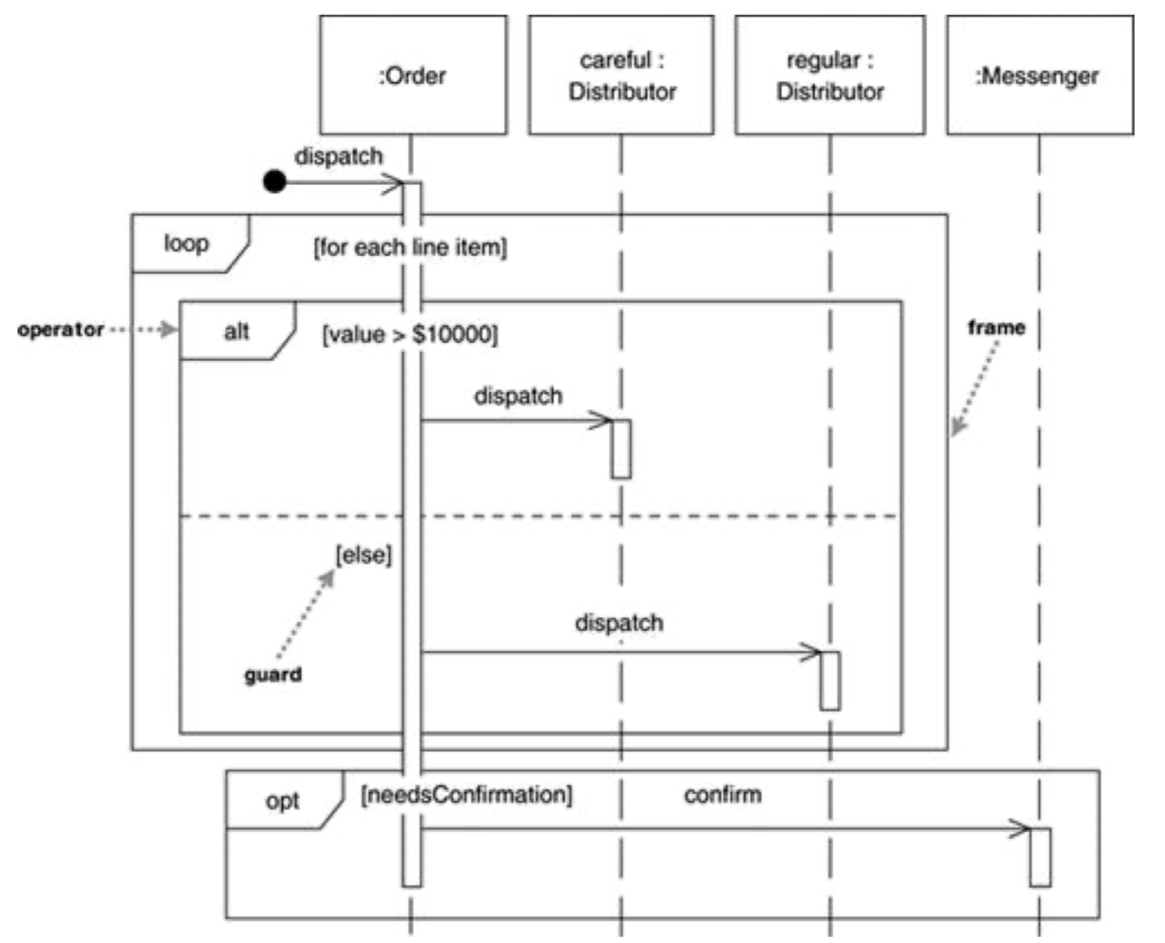 :Order
careful :
Distributor
regular :
Distributor
:Messenger
dispatch
loop
[for each line item]
operator
alt
[value > $10000]
frame
dispatch
[else]
dispatch
guard
opt
[needsConfirmation]
confirm